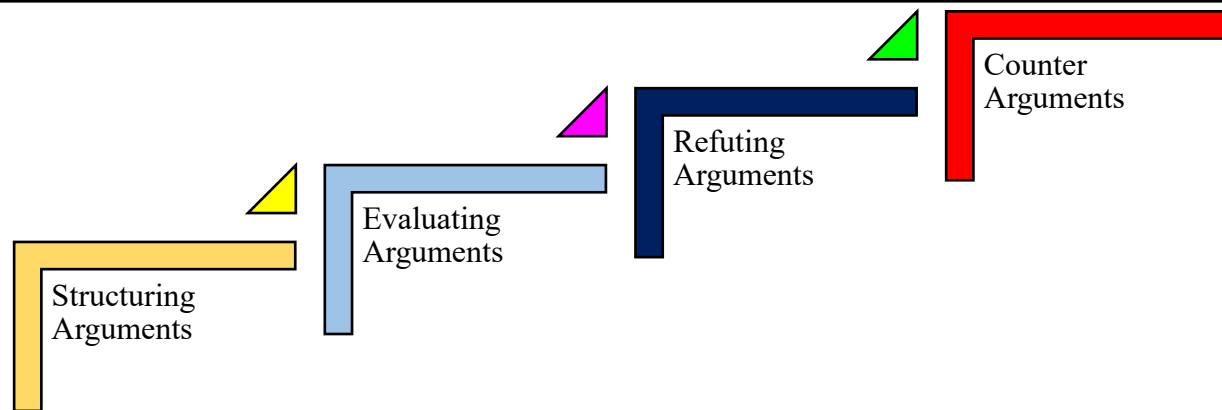 Structuring
Arguments
Evaluating
Arguments
Refuting
Arguments
Counter
Arguments